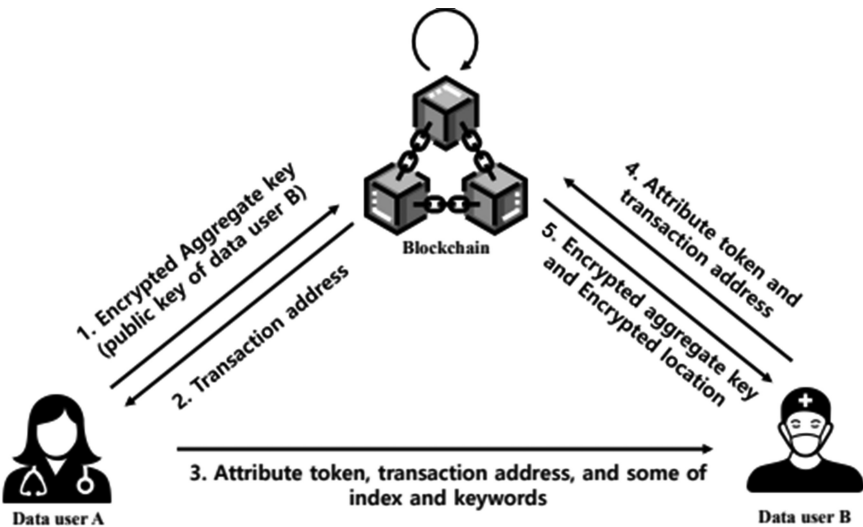 Blockchain
1. Encrypted Aggregate key
(public key of data user B)
2. Transaction address
4. Attribute token and
transaction address
5. Encrypted aggregate key
and Encrypted location
3. Attribute token, transaction address, and some of
index and keywords
Data user A
Data user B